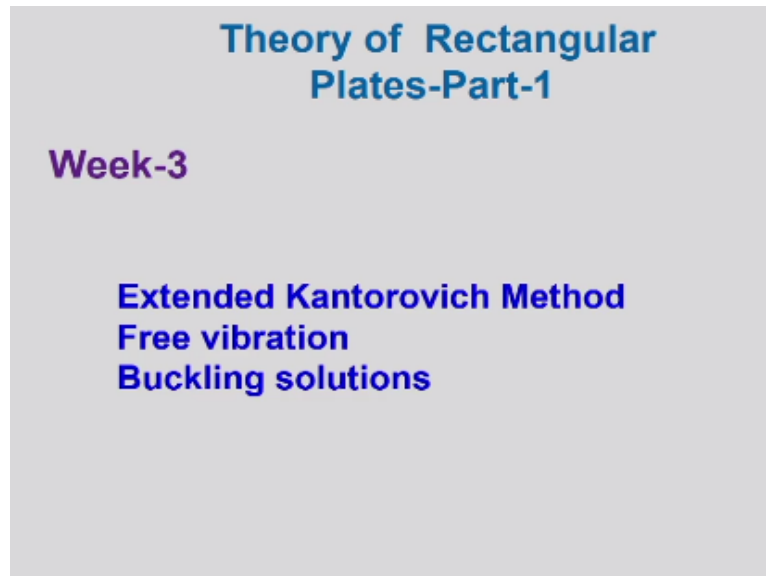 Theory of Rectangular
Plates-Part-1
Week-3
Extended Kantorovich Method
Free vibration
Buckling solutions